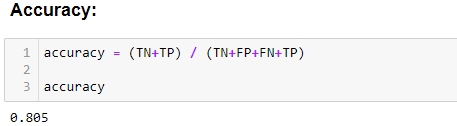 Accuracy:
1 accuracy = (TN+TP) / (TN+FP+FN+TP)
2
3 accuracy
0.805